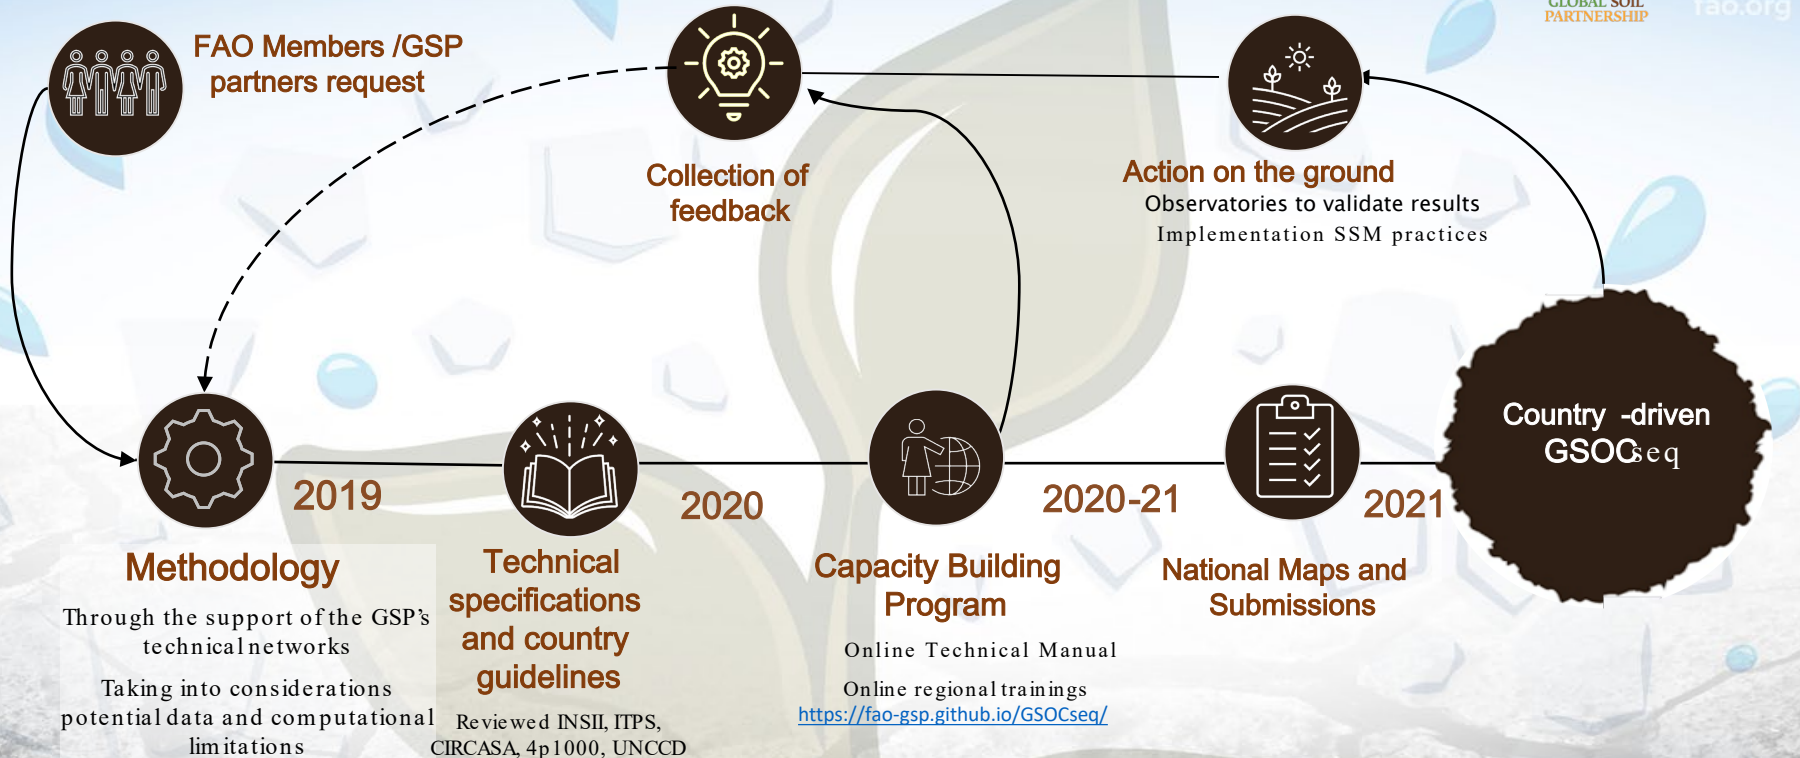 GLOBAL SOIL
PARTNERSHIP
fao.org
FAO Members /GSP
partners request
Collection of
feedback
Action on the ground
Observatories to validate results
Implementation SSM practices
Country -driven
GSOCseq
2019
2020
2020-21
2021
Methodology
Through the support of the GSP's
technical networks
Taking into considerations
potential data and computational
limitations
Technical
specifications
and country
guidelines
Reviewed INSII, ITPS,
CIRCASA, 4p1000, UNCCD
Capacity Building
Program
Online Technical Manual
Online regional trainings
https://fao-gsp.github.io/GSOCseq/
National Maps and
Submissions